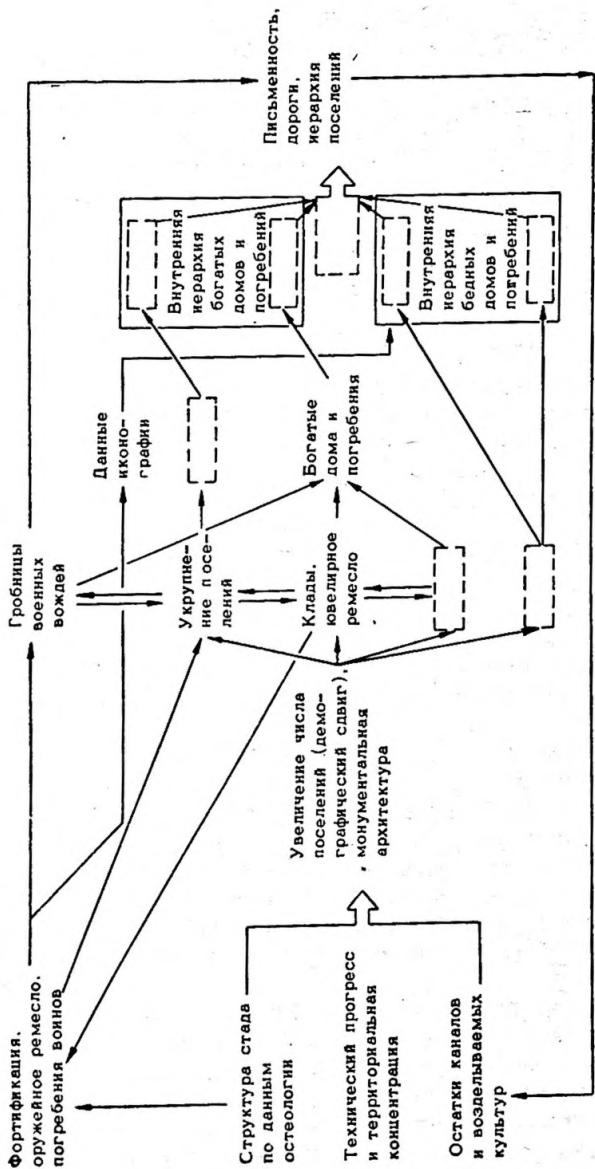 Фортификация.
оружейное ремесло.
погребения воинов
Структура стада
по данным
остеологии
Технический прогресс
и территориальная
концентрация
Остатки каналов
и возделываемых
культур
Увеличение числа
поселений (демо-
графический сдвиг),
монументальная
архитектура
Гробницы
военных
вождей
Укрупне-
ние посе-
лений
Клады.
ювелирное
ремесло
Данные
иконо-
графии
Богатые
дома и
погребения
Внутренняя
иерархия
богатых
домов и
погребений
Внутренняя
иерархия
бедных
домов и
погребений
Письменность,
дороги,
иерархия
поселений